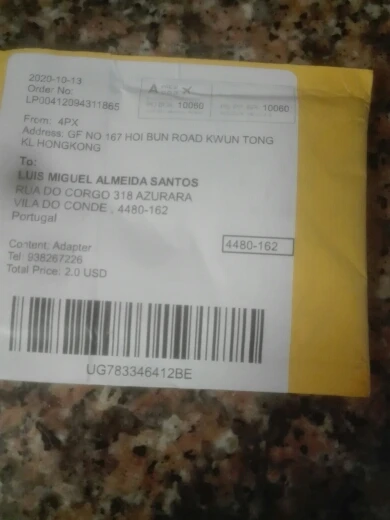 2020-10-13
Order No:
LP00412094311865
A X
10060
10060
From: 4PX
Address: GF NO 167 HOI BUN ROAD KWUN TONG
KL HONGKONG
To:
LUIS MIGUEL ALMEIDA SANTOS
RUA DO CORGO 318 AZURARA
VILA DO CONDE , 4480-162
Portugal
4480-162
Content: Adapter
Tel: 938267226
Total Price: 2.0 USD
UG783346412BE